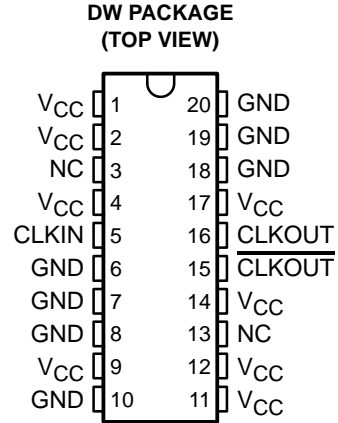 DW PACKAGE
(TOP VIEW)
VCC 1 20 GND
VCC 2 19 GND
NC 3 18 GND
VCC 4 17 VCC
CLKIN 5 16 CLKOUT
GND 6 15 CLKOUT
GND 7 14 VCC
GND 8 13 NC
VCC 9 12 VCC
GND 10 11 VCC